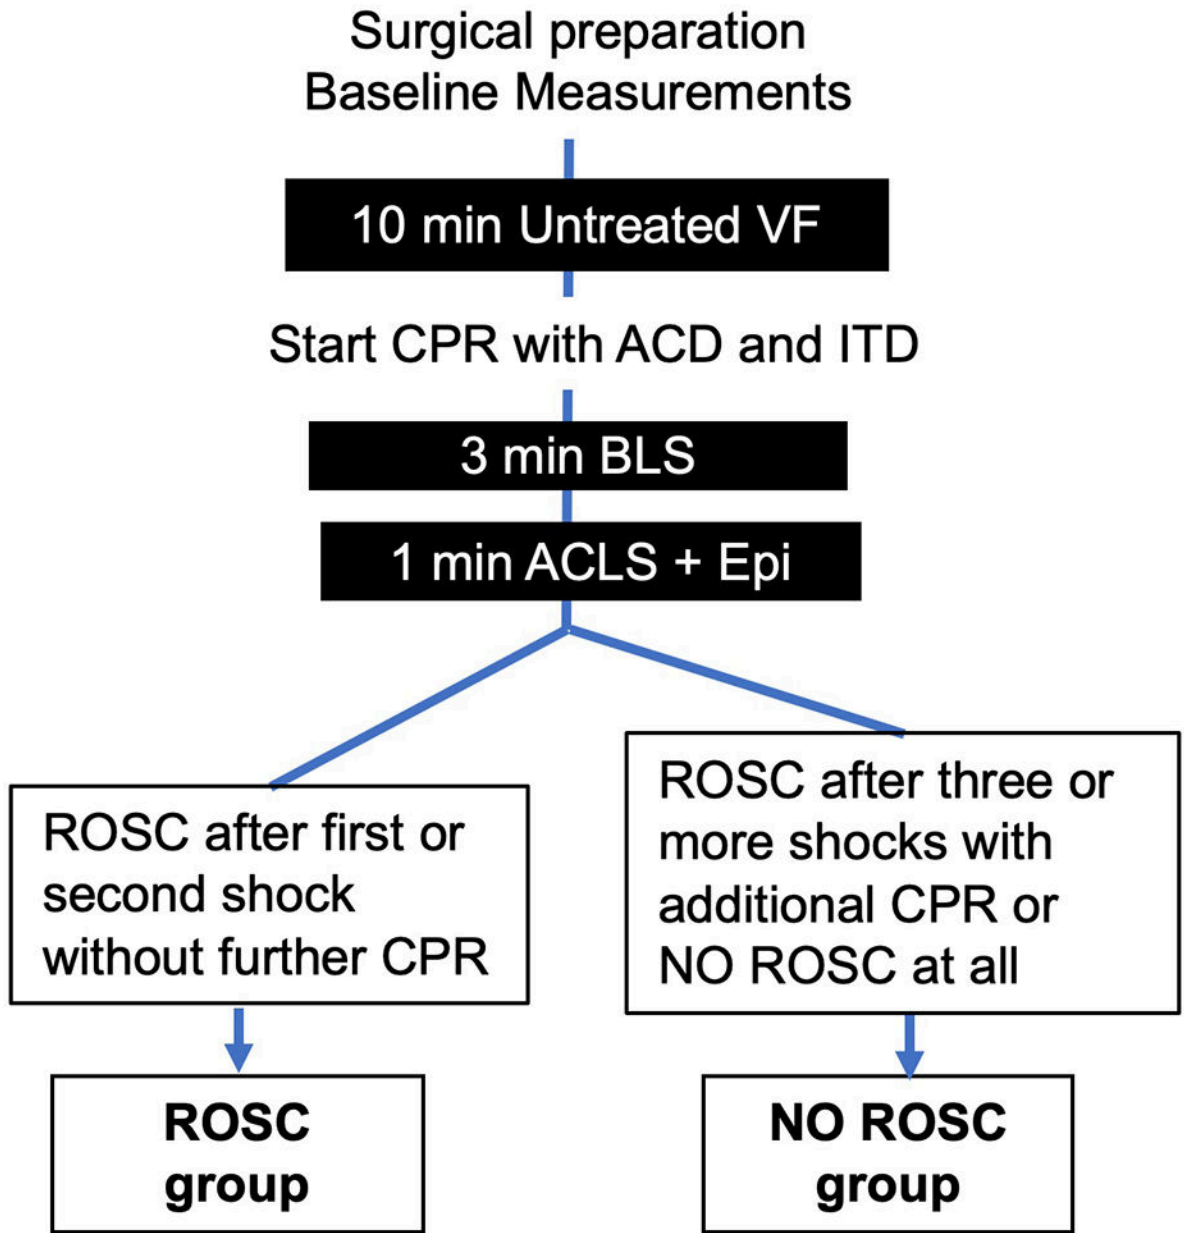 Surgical preparation
Baseline Measurements
10 min Untreated VF
Start CPR with ACD and ITD
3 min BLS
1 min ACLS + Epi
ROSC after first or
second shock
without further CPR
ROSC after three or
more shocks with
additional CPR or
NO ROSC at all
ROSC
group
NO ROSC
group